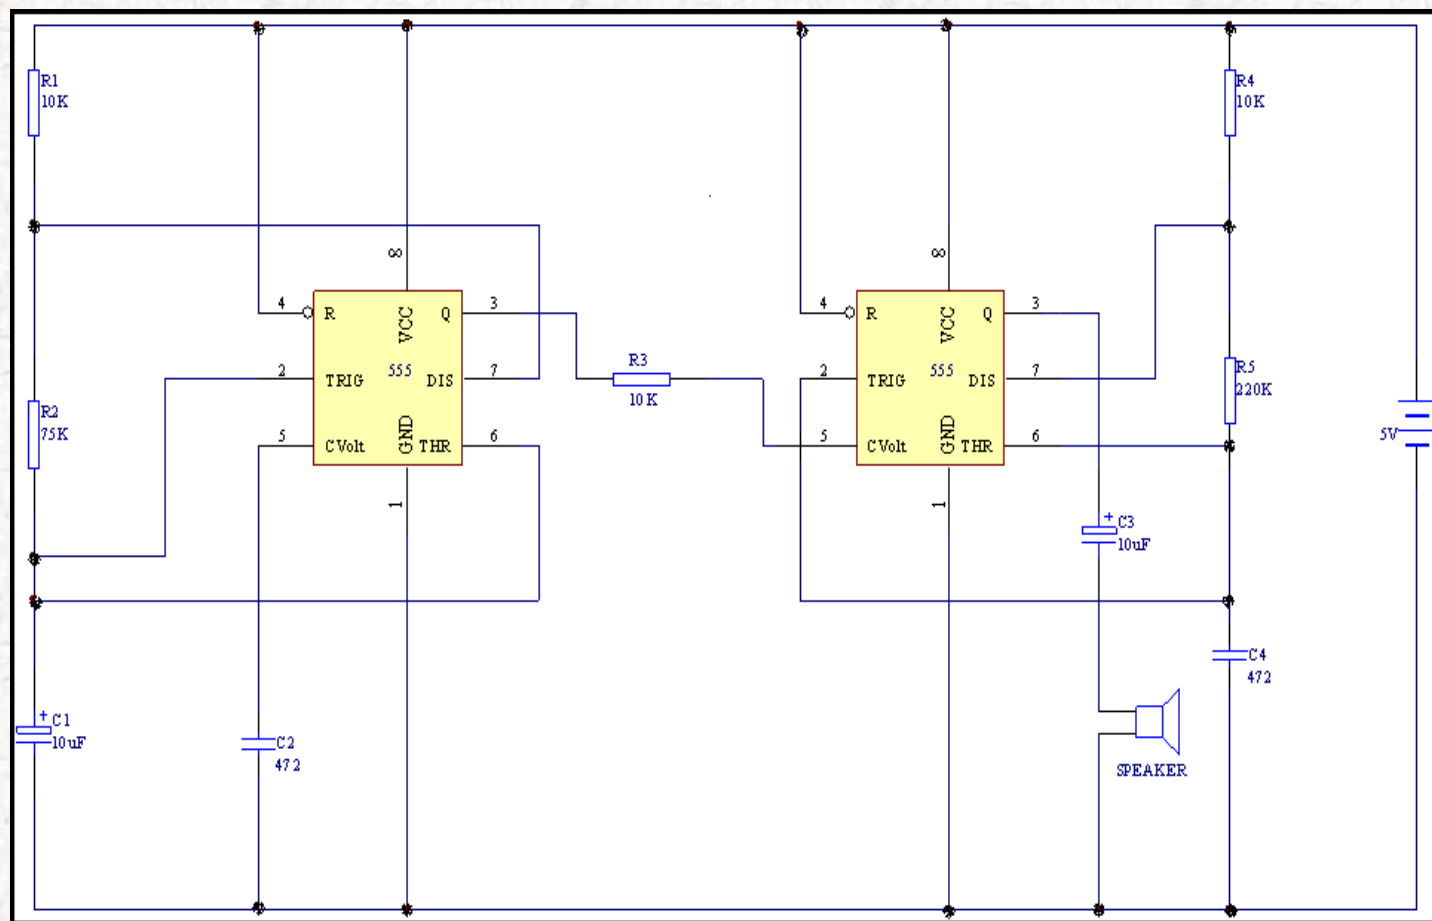 R1
10K
R4
10K
8
8
4
R
VCC
Q
3
4
R
VCC
Q
3
2
TRIG
555
DIS
7
R3
10K
2
TRIG
555
DIS
7
R5
220K
R2
75K
5
CVolt
GND
THR
6
5
CVolt
GND
THR
6
5V
1
1
+
C3
10uF
+
C1
10uF
C2
472
C4
472
SPEAKER